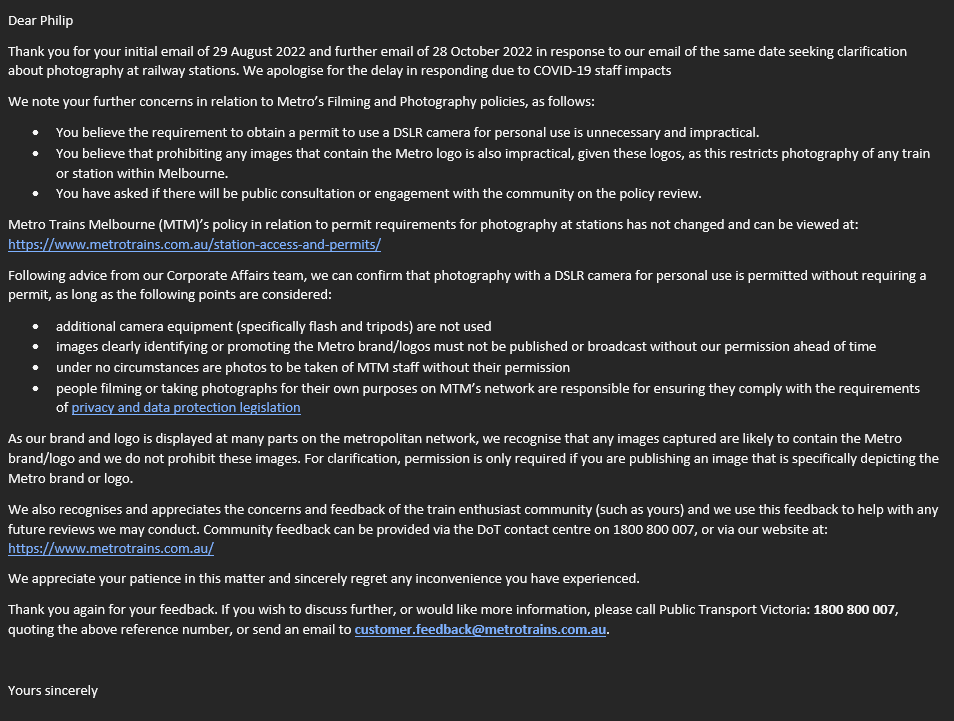 Dear Philip
Thank you for your initial email of 29 August 2022 and further email of 28 October 2022 in response to our email of the same date seeking clarification
about photography at railway stations. We apologise for the delay in responding due to COVID-19 staff impacts
We note your further concerns in relation to Metro's Filming and Photography policies, as follows:
• You believe the requirement to obtain a permit to use a DSLR camera for personal use is unnecessary and impractical.
• You believe that prohibiting any images that contain the Metro logo is also impractical, given these logos, as this restricts photography of any train
or station within Melbourne.
• You have asked if there will be public consultation or engagement with the community on the policy review.
Metro Trains Melbourne (MTM)'s policy in relation to permit requirements for photography at stations has not changed and can be viewed at:
https://www.metrotrains.com.au/station-access-and-permits/
Following advice from our Corporate Affairs team, we can confirm that photography with a DSLR camera for personal use is permitted without requiring a
permit, as long as the following points are considered:
• additional camera equipment (specifically flash and tripods) are not used
• images clearly identifying or promoting the Metro brand/logos must not be published or broadcast without our permission ahead of time
• under no circumstances are photos to be taken of MTM staff without their permission
• people filming or taking photographs for their own purposes on MTM's network are responsible for ensuring they comply with the requirements
of privacy and data protection legislation
As our brand and logo is displayed at many parts on the metropolitan network, we recognise that any images captured are likely to contain the Metro
brand/logo and we do not prohibit these images. For clarification, permission is only required if you are publishing an image that is specifically depicting the
Metro brand or logo.
We also recognises and appreciates the concerns and feedback of the train enthusiast community (such as yours) and we use this feedback to help with any
future reviews we may conduct. Community feedback can be provided via the DoT contact centre on 1800 800 007, or via our website at:
https://www.metrotrains.com.au/
We appreciate your patience in this matter and sincerely regret any inconvenience you have experienced.
Thank you again for your feedback. If you wish to discuss further, or would like more information, please call Public Transport Victoria: 1800 800 007,
quoting the above reference number, or send an email to customer.feedback@metrotrains.com.au.
Yours sincerely